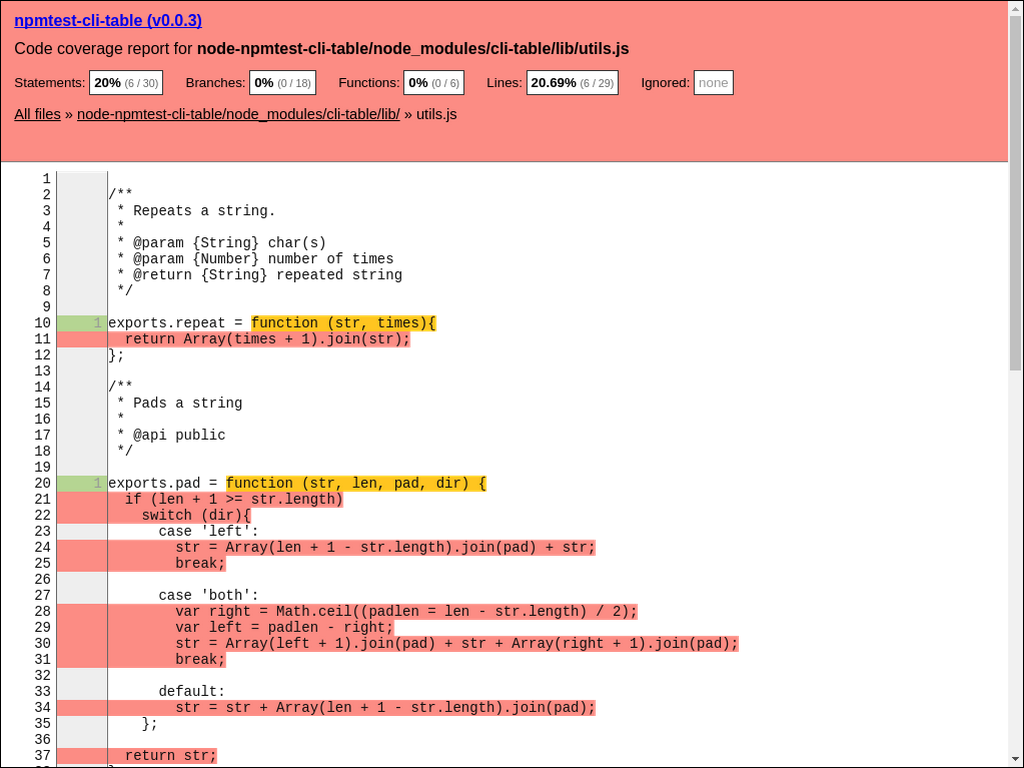 npmtest-cli-table (v0.0.3)
Code coverage report for node-npmtest-cli-table/node_modules/cli-table/lib/utils.js
Statements: 20% (6 / 30) Branches: 0% (0 / 18) Functions: 0% (0 / 6) Lines: 20.69% (6 / 29) Ignored: none
All files » node-npmtest-cli-table/node_modules/cli-table/lib/ » utils.js
1
2 /**
3  * Repeats a string.
4  *
5  * @param {String} char(s)
6  * @param {Number} number of times
7  * @return {String} repeated string
8  */
9
10 1 exports.repeat = function (str, times){
11   return Array(times + 1).join(str);
12 };
13
14 /**
15  * Pads a string
16  *
17  * @api public
18  */
19
20 1 exports.pad = function (str, len, pad, dir) {
21   if (len + 1 >= str.length)
22     switch (dir){
23       case 'left':
24         str = Array(len + 1 - str.length).join(pad) + str;
25         break;
26
27       case 'both':
28         var right = Math.ceil((padlen = len - str.length) / 2);
29         var left = padlen - right;
30         str = Array(left + 1).join(pad) + str + Array(right + 1).join(pad);
31         break;
32
33       default:
34         str = str + Array(len + 1 - str.length).join(pad);
35     };
36
37   return str;